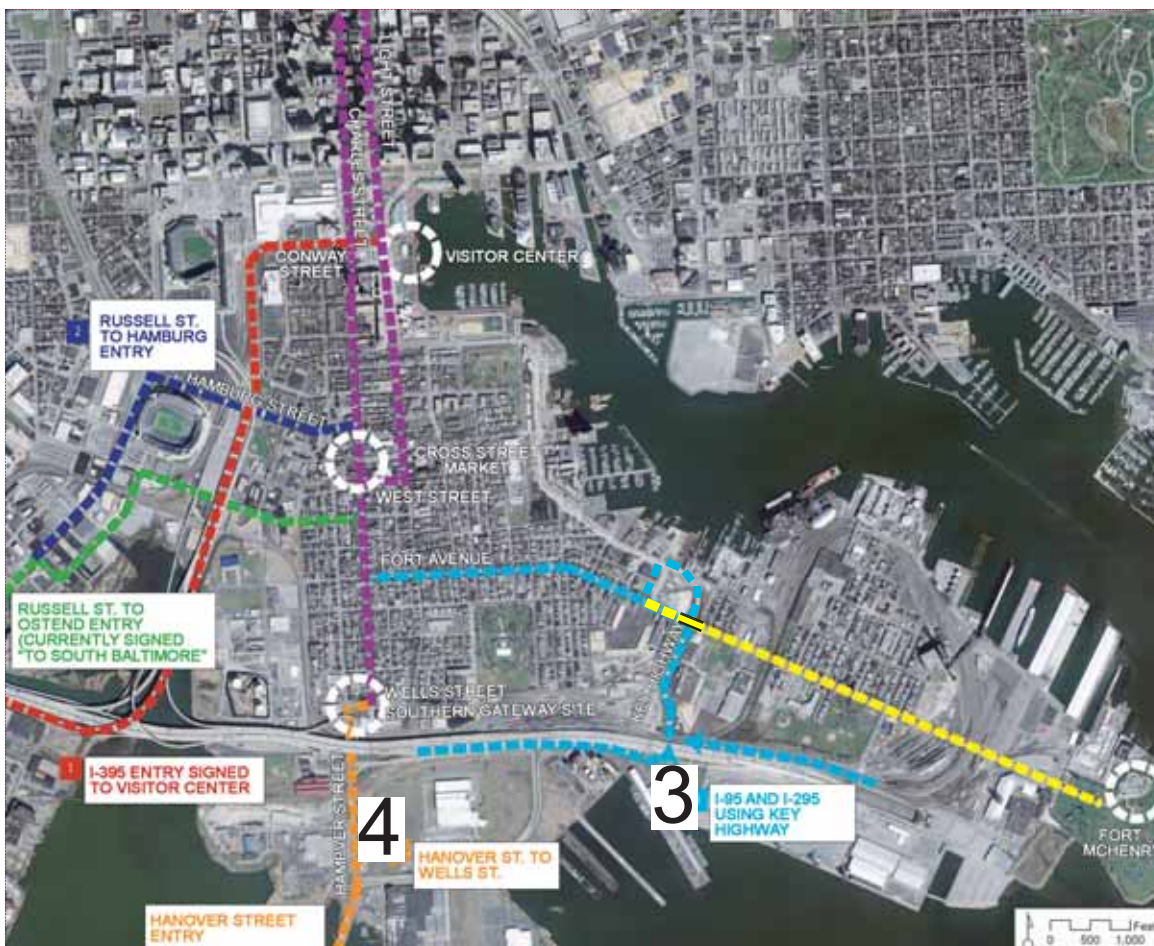 LIGHT STREET
CHARLES STREET
CONWAY
STREET
VISITOR CENTER
2
RUSSELL ST.
TO HAMBURG
ENTRY
HAMBURG STREET
CROSS STREET
MARKET
WEST STREET
FORT AVENUE
RUSSELL ST. TO
OSTEND ENTRY
(CURRENTLY SIGNED
"TO SOUTH BALTIMORE"
WELLS STREET
SOUTHERN GATEWAY SITE
KEY HIGHWAY
1
I-395 ENTRY SIGNED
TO VISITOR CENTER
3
I-95 AND I-295
USING KEY
HIGHWAY
HANOVER STREET
4
HANOVER ST. TO
WELLS ST.
HANOVER STREET
ENTRY
FORT
MCHENRY
Feet
0 500 1,000